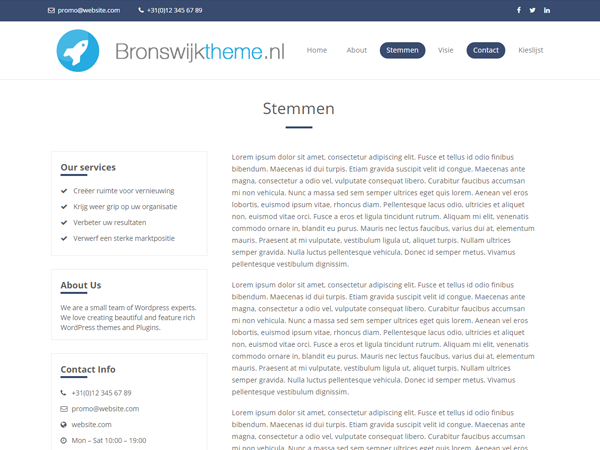 promo@website.com +31(0)12 345 67 89
Bronswijktheme.nl Home About Stemmen Visie Contact Kieslijst
Stemmen
Our services
Creëer ruimte voor vernieuwing
Krijg weer grip op uw organisatie
Verbeter uw resultaten
Verwerf een sterke marktpositie
About Us
We are a small team of Wordpress experts.
We love creating beautiful and feature rich
WordPress themes and Plugins.
Contact Info
+31(0)12 345 67 89
promo@website.com
website.com
Mon – Sat 10:00 – 19:00
Lorem ipsum dolor sit amet, consectetur adipiscing elit. Fusce et tellus id odio finibus
bibendum. Maecenas id dui turpis. Etiam gravida suscipit velit id congue. Maecenas ante
magna, consectetur a odio vel, vulputate consequat libero. Curabitur faucibus accumsan
mi non vehicula. Nunc a massa sed sem semper ultrices eget quis lorem. Aenean vel eros
lobortis, pretium dui sit amet, blandit ante. Pellentesque lacus odio, ultricies et aliquet
non, euismod vitae orci. Fusce a eros et ligula tincidunt rutrum. Aliquam mi elit, venenatis
commodo ornare in, blandit eu purus. Mauris nec lectus faucibus, varius dui at, elementum
mauris. Praesent at mi vulputate, vestibulum ligula ut, aliquet turpis. Nullam ultrices
semper gravida. Nulla luctus pellentesque vehicula. Donec id semper metus. Vivamus
pellentesque vestibulum dignissim.
Lorem ipsum dolor sit amet, consectetur adipiscing elit. Fusce et tellus id odio finibus
bibendum. Maecenas id dui turpis. Etiam gravida suscipit velit id congue. Maecenas ante
magna, consectetur a odio vel, vulputate consequat libero. Curabitur faucibus accumsan
mi non vehicula. Nunc a massa sed sem semper ultrices eget quis lorem. Aenean vel eros
lobortis, euismod ipsum vitae, rhoncus diam. Pellentesque lacus odio, ultricies et aliquet
non, euismod vitae orci. Fusce a eros et ligula tincidunt rutrum. Aliquam mi elit, venenatis
commodo ornare in, blandit eu purus. Mauris nec lectus faucibus, varius dui at, elementum
mauris. Praesent at mi vulputate, vestibulum ligula ut, aliquet turpis. Nullam ultrices
semper gravida. Nulla luctus pellentesque vehicula. Donec id semper metus. Vivamus
pellentesque vestibulum dignissim.
Lorem ipsum dolor sit amet, consectetur adipiscing elit. Fusce et tellus id odio finibus
bibendum. Maecenas id dui turpis. Etiam gravida suscipit velit id congue. Maecenas ante
magna, consectetur a odio vel, vulputate consequat libero. Curabitur faucibus accumsan
mi non vehicula. Nunc a massa sed sem semper ultrices eget quis lorem. Aenean vel eros